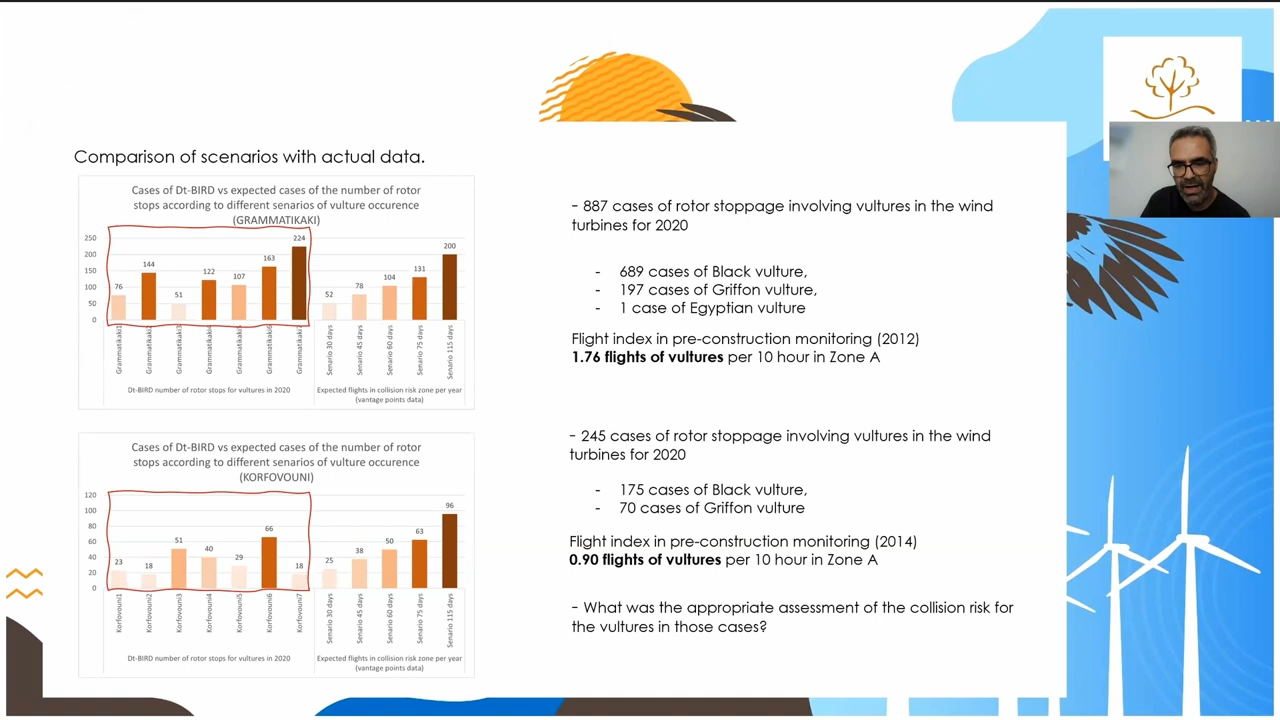 Comparison of scenarios with actual data.
Cases of Dt-BIRD vs expected cases of the number of rotor
stops according to different senarios of vulture occurence
(GRAMMATIKAKI)
250
200
150
100
50
0
76
144
51
122
107
163
224
52
78
104
131
200
Grammatikaki1
Grammatikaki2
Grammatikaki3
Grammatikaki4
Grammatikaki5
Grammatikaki6
Grammatikaki7
Senario 30 days
Senario 45 days
Senario 60 days
Senario 75 days
Senario 115 days
Dt-BIRD number of rotor stops for vultures in 2020
Expected flights in collision risk zone per year
(vantage points data)
Cases of Dt-BIRD vs expected cases of the number of rotor
stops according to different senarios of vulture occurence
(KORFOVOUNI)
120
100
80
60
40
20
0
23
18
51
40
29
66
18
25
38
50
63
96
Korfovouni1
Korfovouni2
Korfovouni3
Korfovouni4
Korfovouni5
Korfovouni6
Korfovouni7
Senario 30 days
Senario 45 days
Senario 60 days
Senario 75 days
Senario 115 days
Dt-BIRD number of rotor stops for vultures in 2020
Expected flights in collision risk zone per year
(vantage points data)
- 887 cases of rotor stoppage involving vultures in the wind
turbines for 2020
- 689 cases of Black vulture,
- 197 cases of Griffon vulture,
- 1 case of Egyptian vulture
Flight index in pre-construction monitoring (2012)
1.76 flights of vultures per 10 hour in Zone A
- 245 cases of rotor stoppage involving vultures in the wind
turbines for 2020
- 175 cases of Black vulture,
- 70 cases of Griffon vulture
Flight index in pre-construction monitoring (2014)
0.90 flights of vultures per 10 hour in Zone A
- What was the appropriate assessment of the collision risk for
the vultures in those cases?